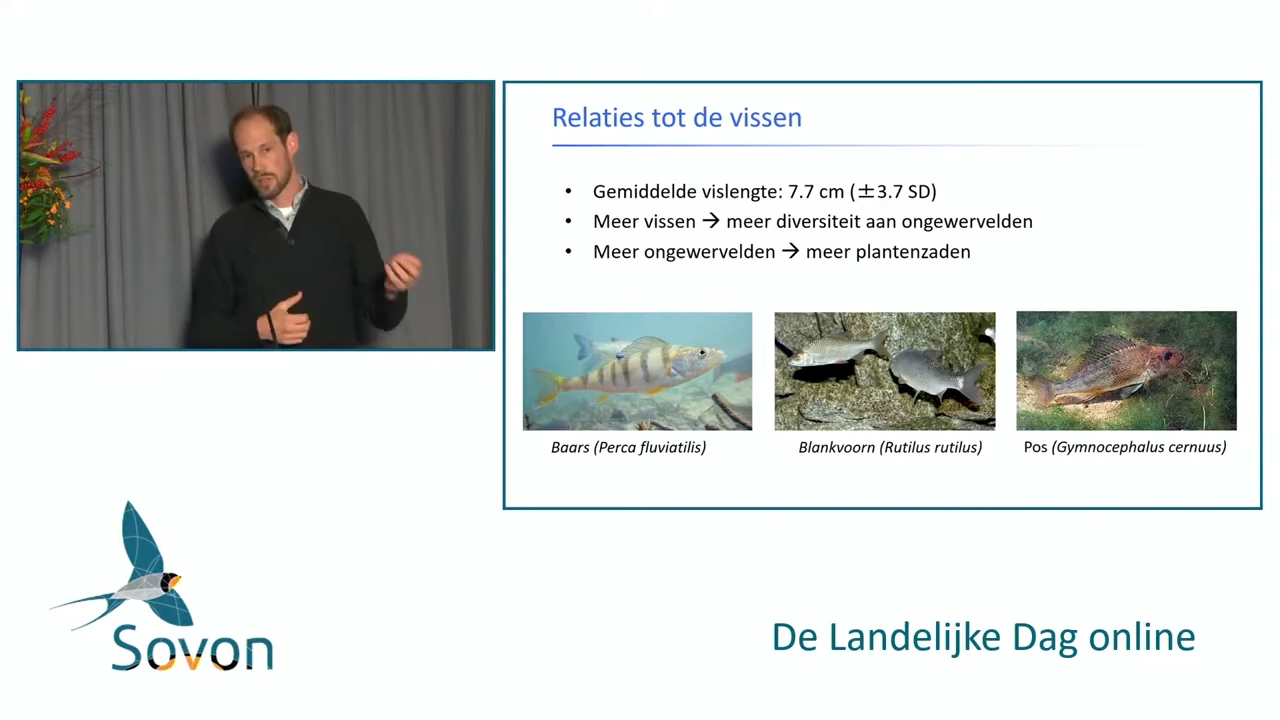 Relaties tot de vissen
• Gemiddelde vislengte: 7.7 cm (±3.7 SD)
• Meer vissen → meer diversiteit aan ongewervelden
• Meer ongewervelden → meer plantenzaden
Baars (Perca fluviatilis)
Blankvoorn (Rutilus rutilus)
Pos (Gymnocephalus cernuus)
Sovon
De Landelijke Dag online